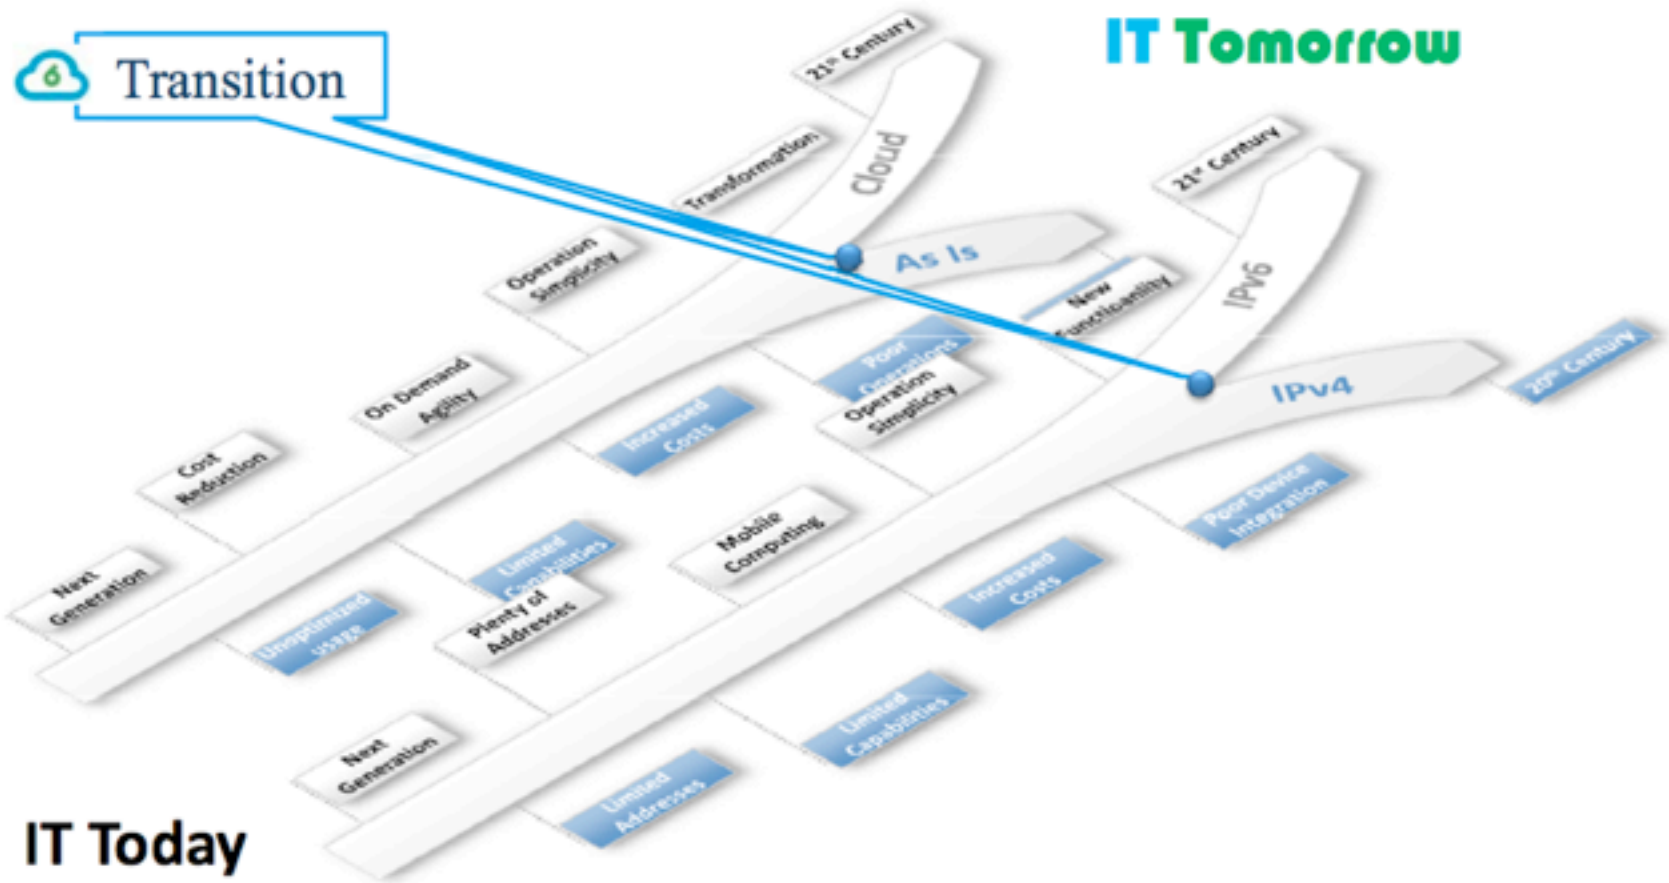 6
Transition
IT Tomorrow
21st Century
Cloud
Transformation
As Is
Operation
Simplicity
On Demand
Agility
Cost
Reduction
Next
Generation
Poor
Operations
Increased
Costs
Limited
Capabilities
Unoptimized
usage
21st Century
IPv6
New
Functioanlity
IPv4
20th Century
Operation
Simplicity
Mobile
Computing
Plenty of
Addresses
Next
Generation
Poor Device
Integration
Increased
Costs
Limited
Capabilities
Limited
Addresses
IT Today